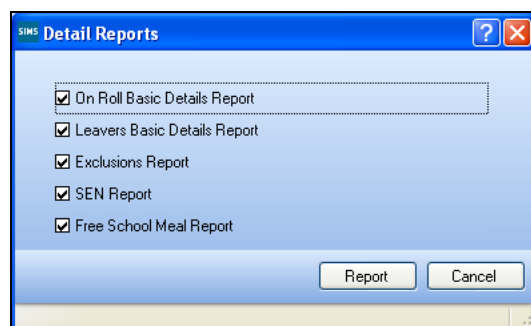 SIMS Detail Reports
On Roll Basic Details Report
Leavers Basic Details Report
Exclusions Report
SEN Report
Free School Meal Report
Report Cancel